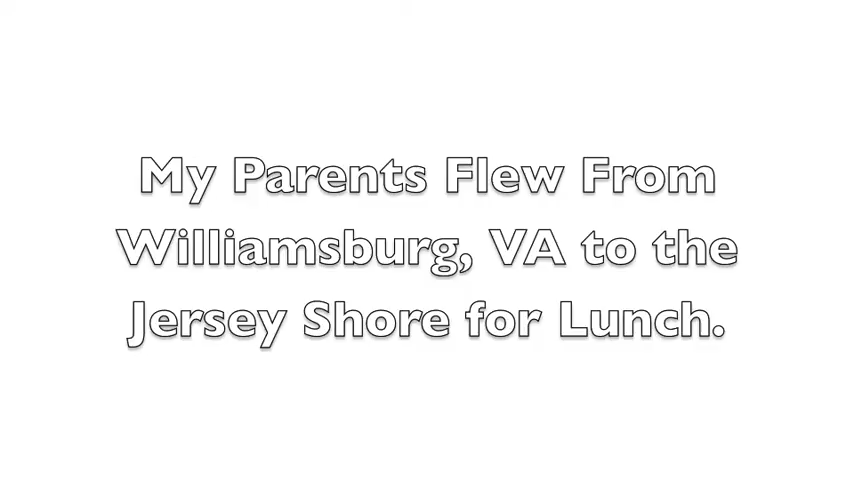 My Parents Flew From
Williamsburg, VA to the
Jersey Shore for Lunch.